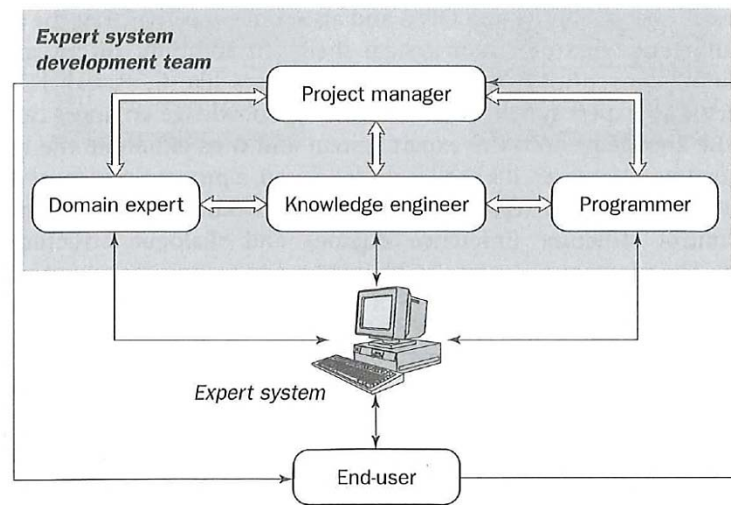 Expert system
development team
Project manager
Domain expert
Knowledge engineer
Programmer
Expert system
End-user